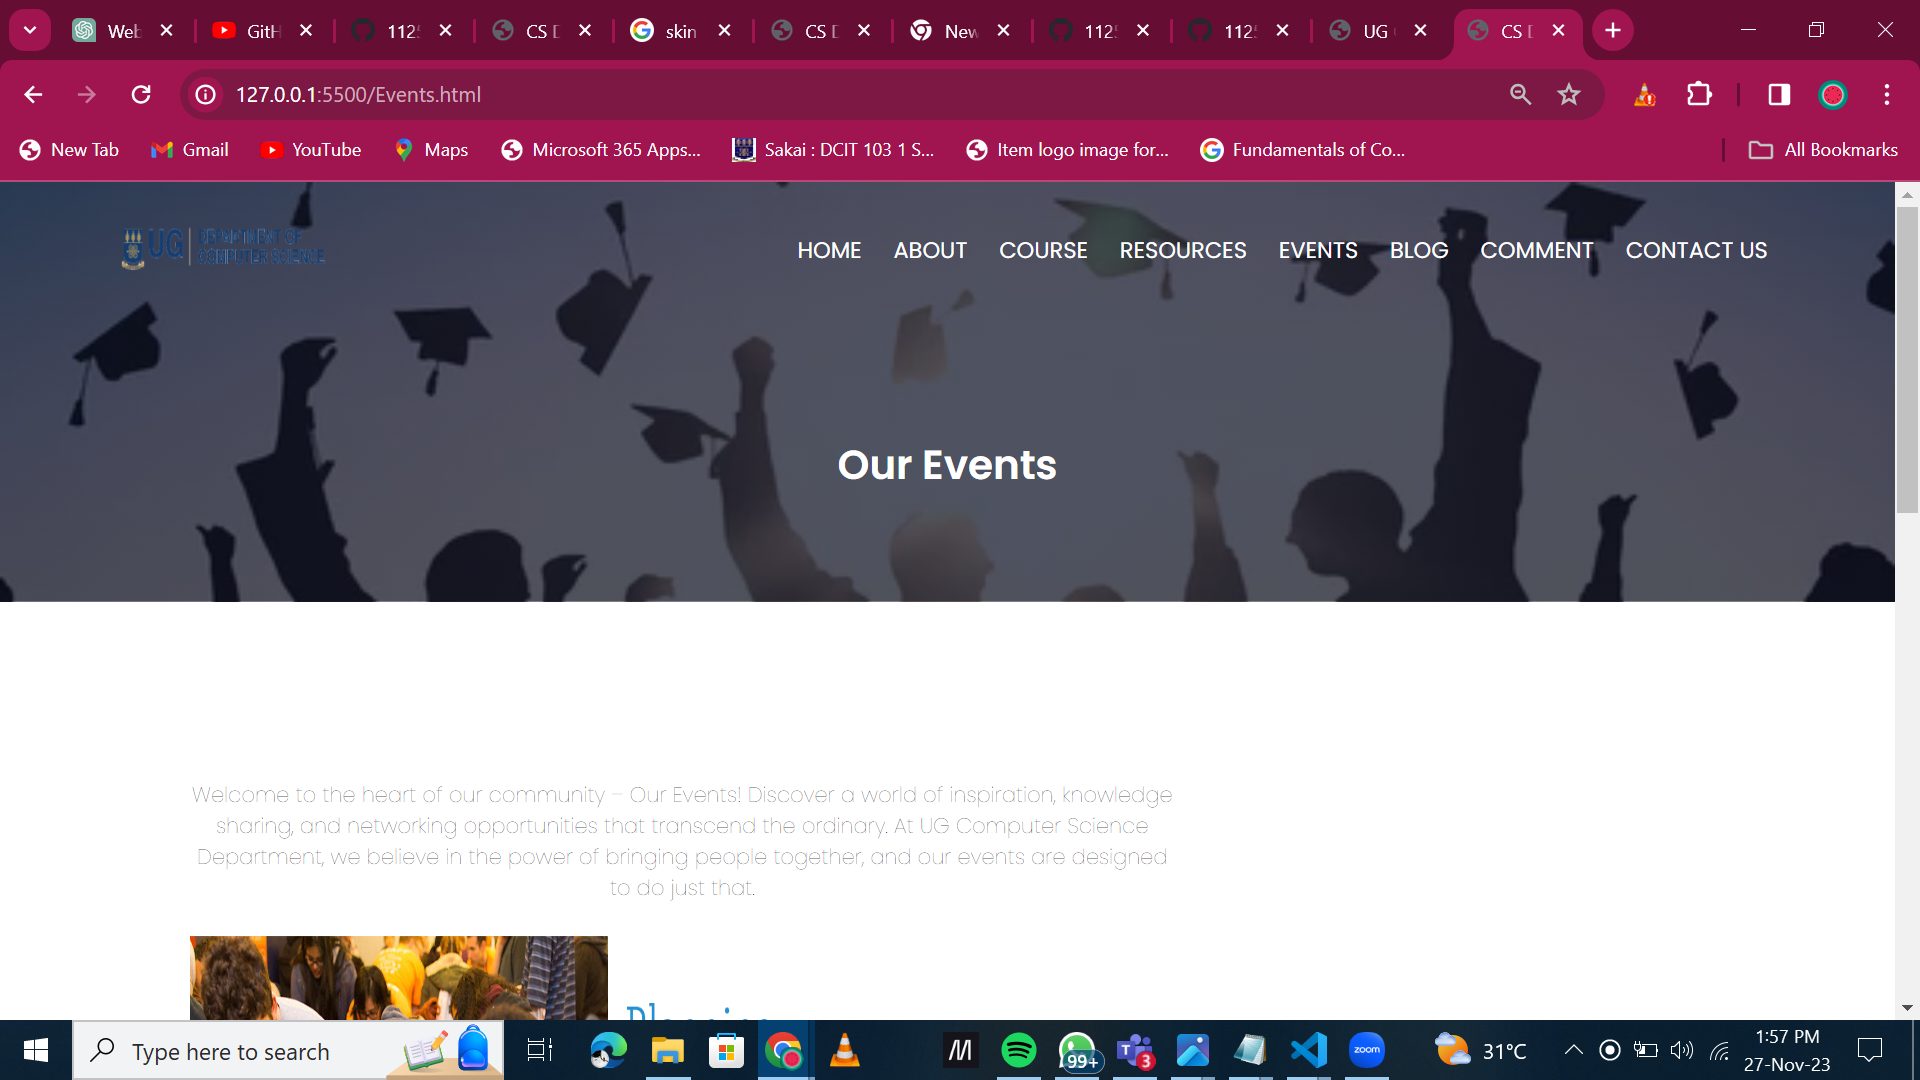 Web
GitH
112
CS D
skin
CS D
New
112
112
UG
CS D
127.0.0.1:5500/Events.html
New Tab
Gmail
YouTube
Maps
Microsoft 365 Apps...
Sakai : DCIT 103 1 S...
Item logo image for...
Fundamentals of Co...
All Bookmarks
UG DEPARTMENT OF
COMPUTER SCIENCE
HOME ABOUT COURSE RESOURCES EVENTS BLOG COMMENT CONTACT US
Our Events
Welcome to the heart of our community – Our Events! Discover a world of inspiration, knowledge
sharing, and networking opportunities that transcend the ordinary. At UG Computer Science
Department, we believe in the power of bringing people together, and our events are designed
to do just that.
Type here to search
99+
3
zoom
31°C
1:57 PM
27-Nov-23